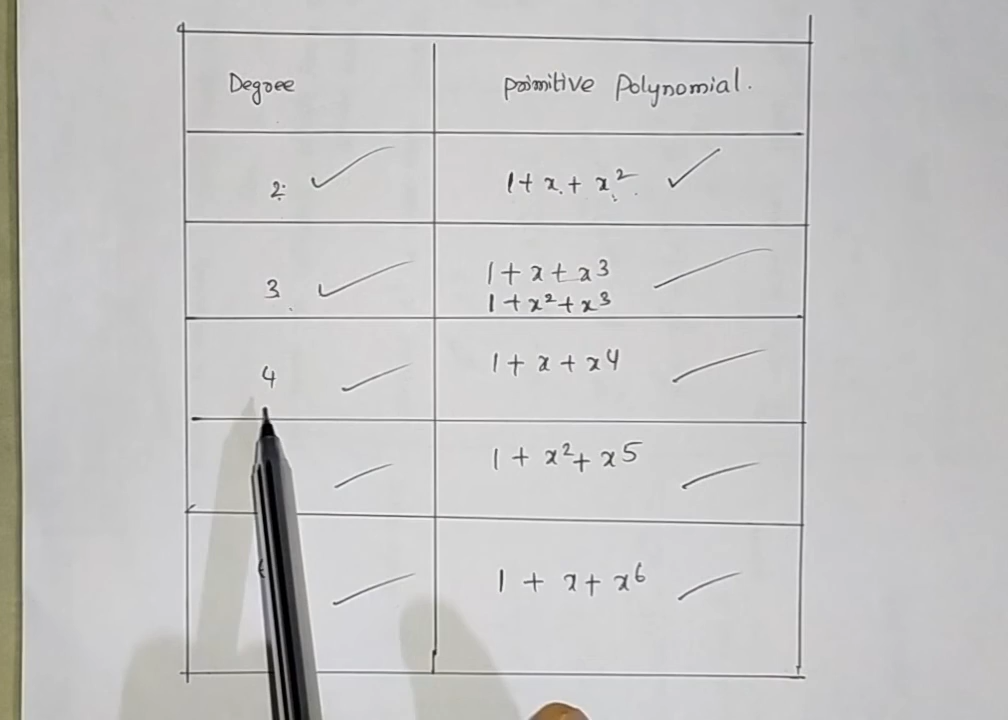 Degree
Primitive Polynomial.
2
1 + x + x²
3
1 + x + x³
1 + x² + x³
4
1 + x + x⁴
1 + x² + x⁵
1 + x + x⁶